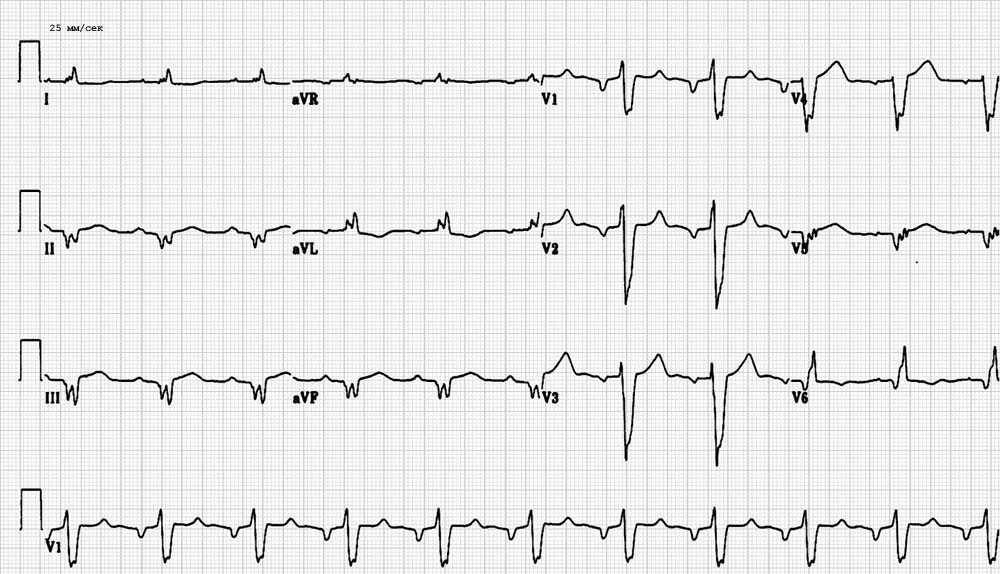 25 мм/сек
I aVR V1 V4
II aVL V2 V5
III aVF V3 V6
V1